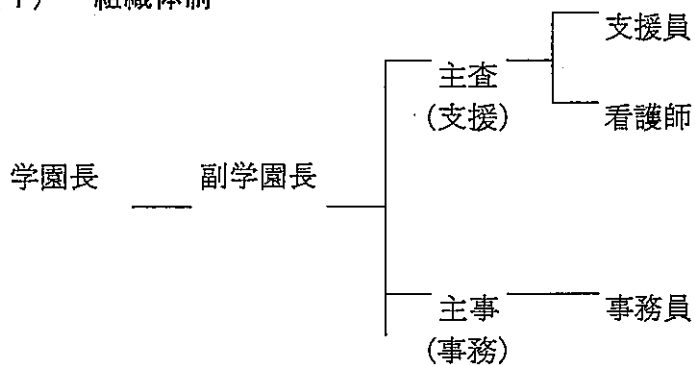 1) 組織体制
支援員
主査
(支援)
看護師
学園長
副学園長
主事
事務員
(事務)